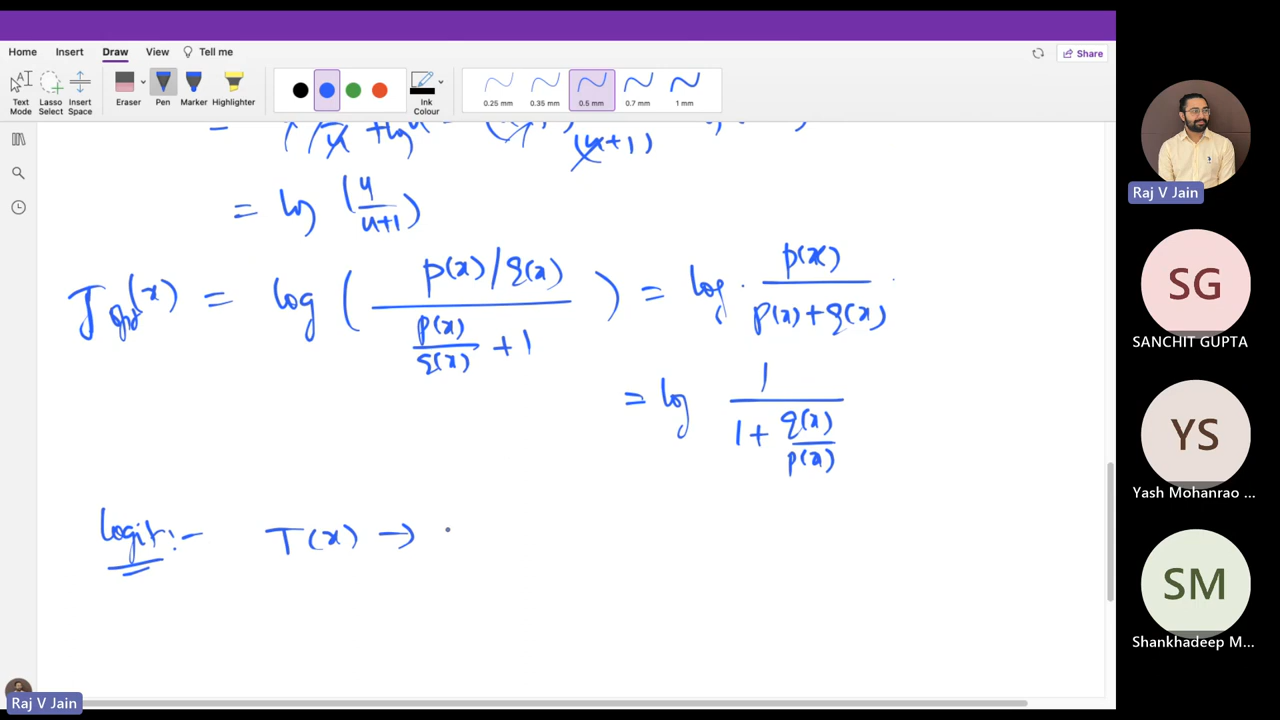 Home Insert Draw View Tell me
Share
Text Mode
Lasso Select
Insert Space
Eraser
Pen
Marker
Highlighter
Ink Colour
0.25 mm 0.35 mm 0.5 mm 0.7 mm 1 mm
(u+1)
= log (u/(u+1))
T_opt(x) = log ( (p(x)/q(x)) / (p(x)/q(x) + 1) ) = log p(x) / (p(x)+q(x))
= log 1 / (1 + q(x)/p(x))
Logit:- T(x) →
Raj V Jain
SG
SANCHIT GUPTA
YS
Yash Mohanrao ...
SM
Shankhadeep M...
Raj V Jain